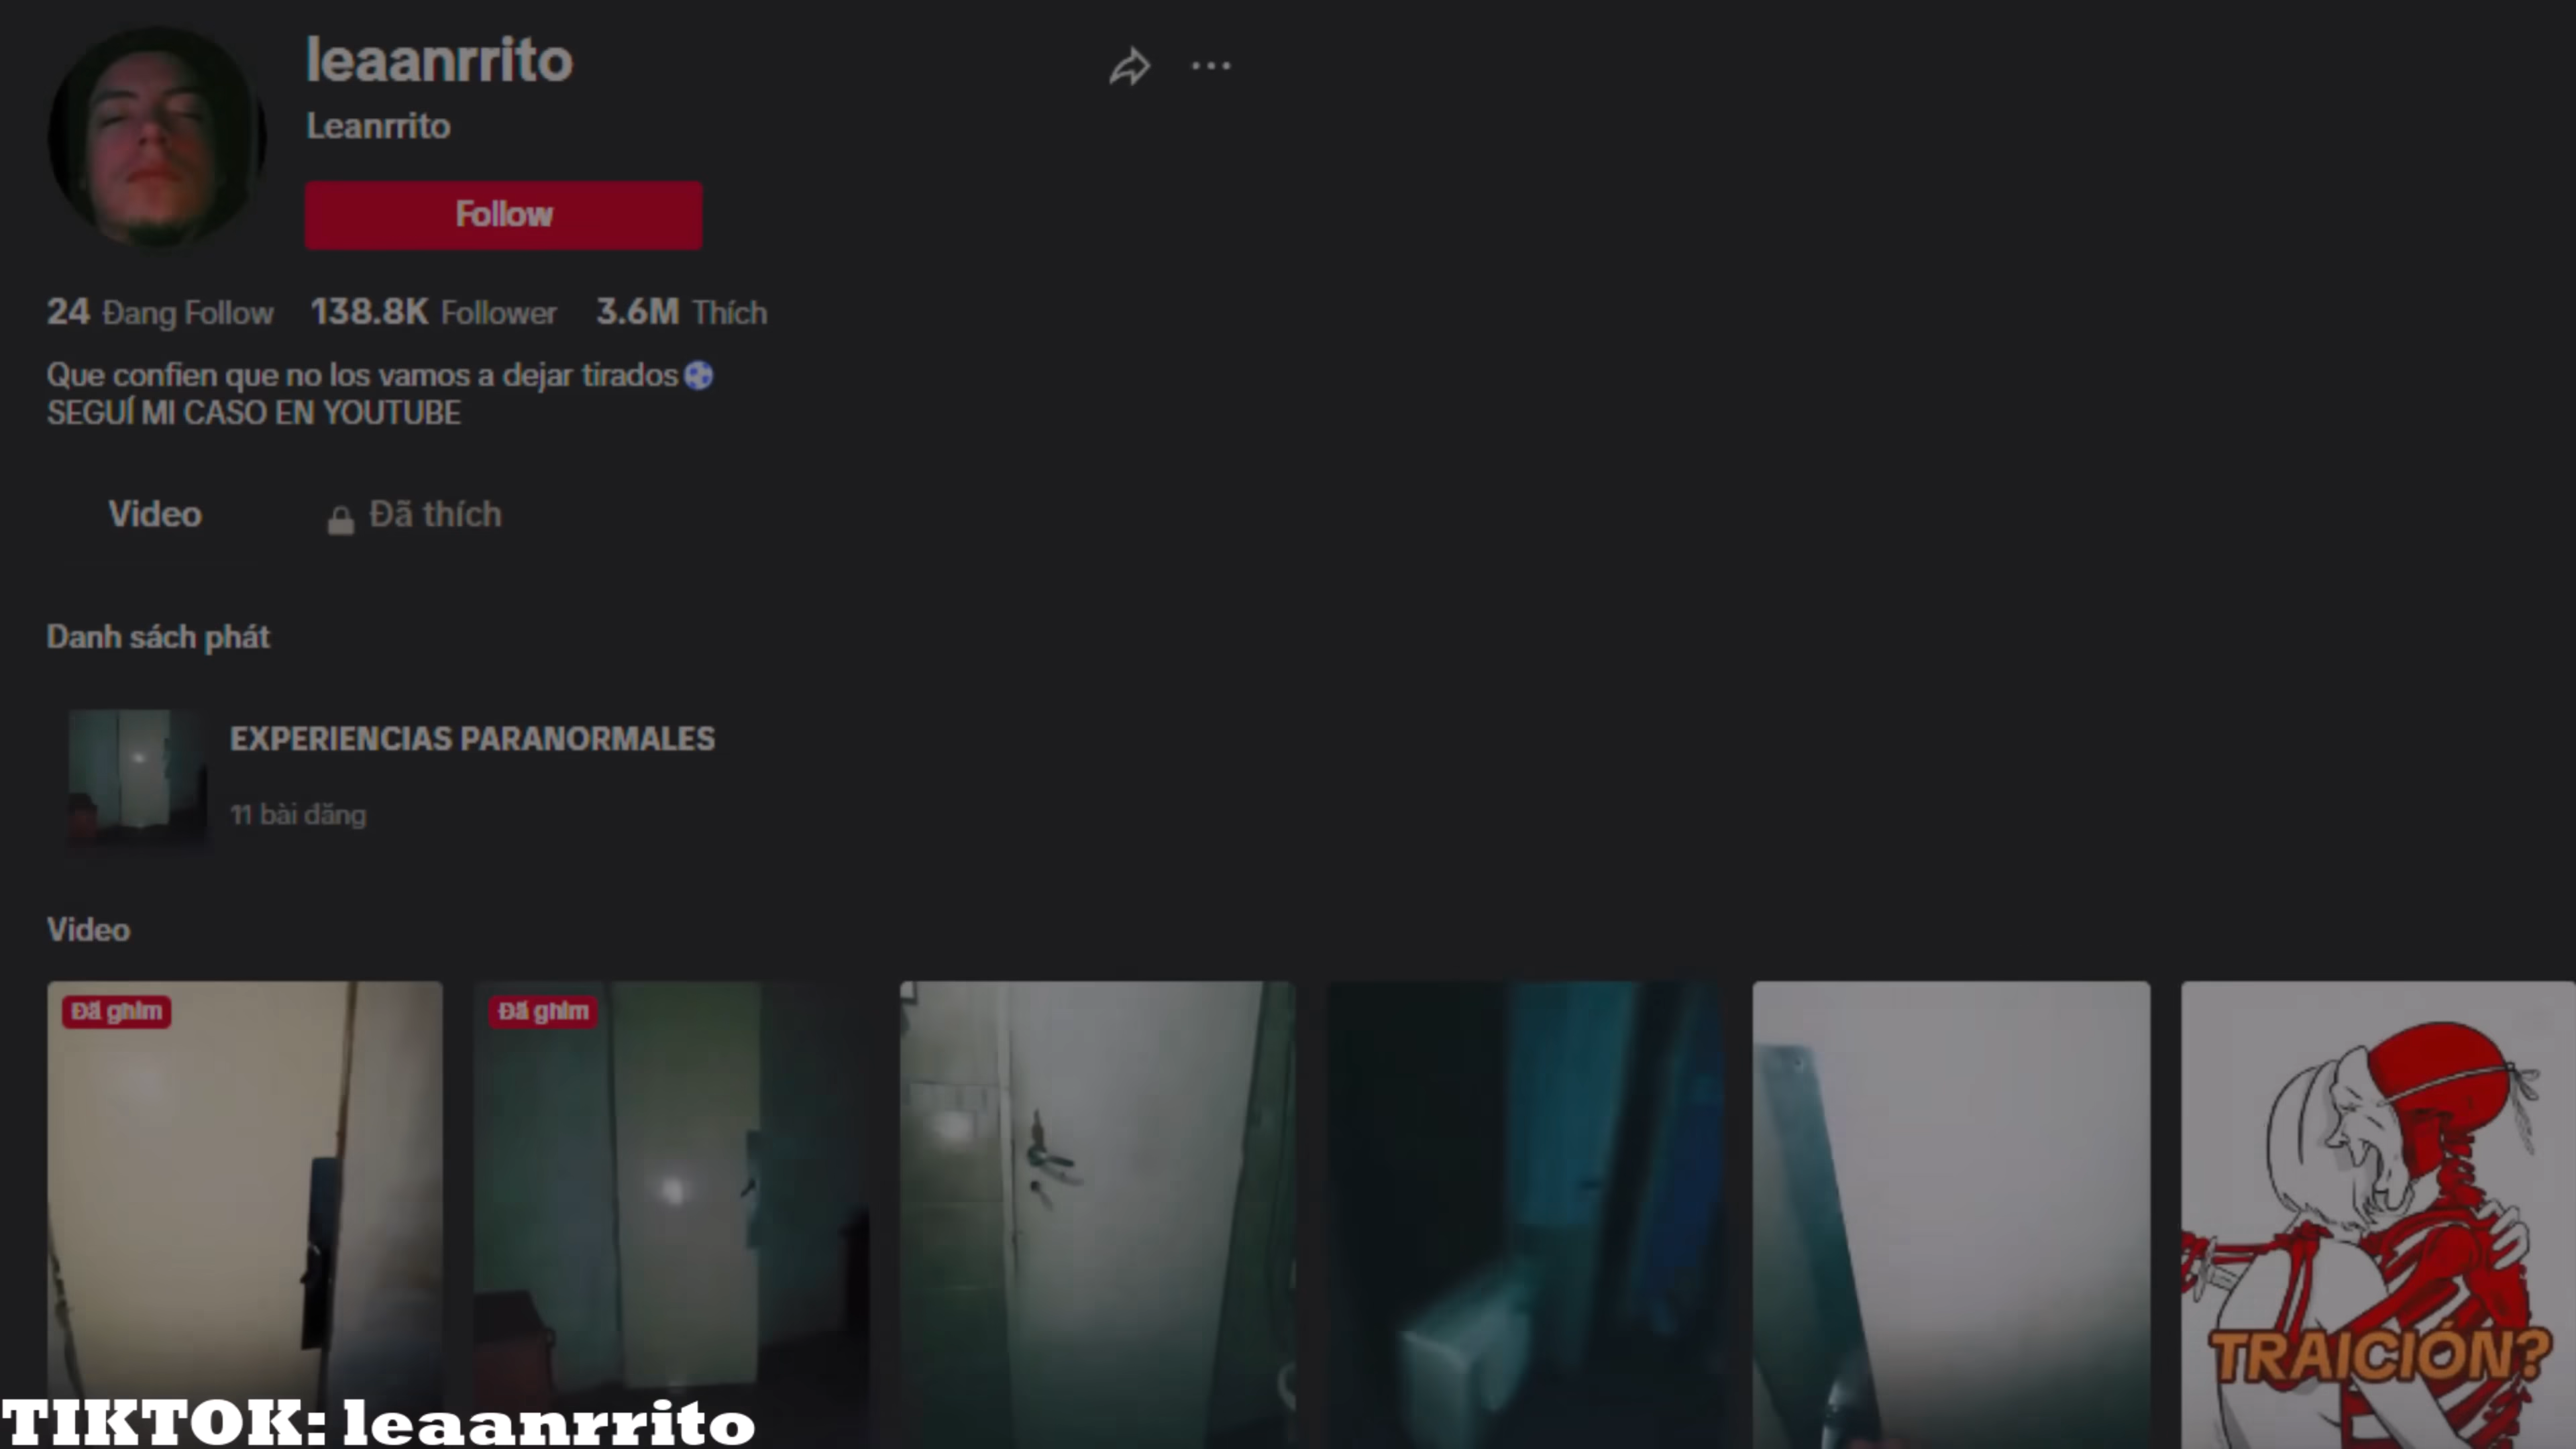 leaanrrito
Leanrrito
Follow
24 Đang Follow 138.8K Follower 3.6M Thích
Que confien que no los vamos a dejar tirados
SEGUÍ MI CASO EN YOUTUBE
Video Đã thích
Danh sách phát
EXPERIENCIAS PARANORMALES
11 bài đăng
Video
Đã ghim
Đã ghim
TRAICIÓN?
TIKTOK: leaanrrito